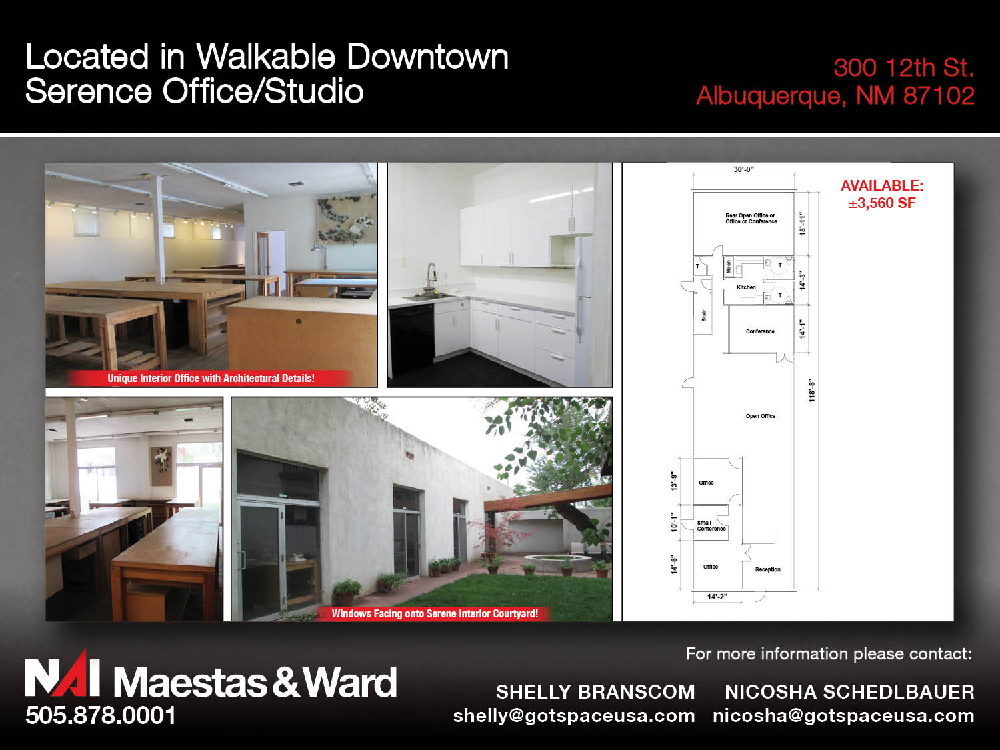 Located in Walkable Downtown
Serence Office/Studio
300 12th St.
Albuquerque, NM 87102
Unique Interior Office with Architectural Details!
Windows Facing onto Serene Interior Courtyard!
AVAILABLE:
±3,560 SF
30'-0"
Rear Open Office or
Office or Conference
18'-11"
T
Mech
T
14'-3"
Kitchen
T
Stair
Conference
14'-1"
118'-8"
Open Office
13'-9"
Office
10'-1"
Small
Conference
14'-6"
Office
Reception
14'-2"
NAI Maestas & Ward
505.878.0001
For more information please contact:
SHELLY BRANSCOM
shelly@gotspaceusa.com
NICOSHA SCHEDLBAUER
nicosha@gotspaceusa.com